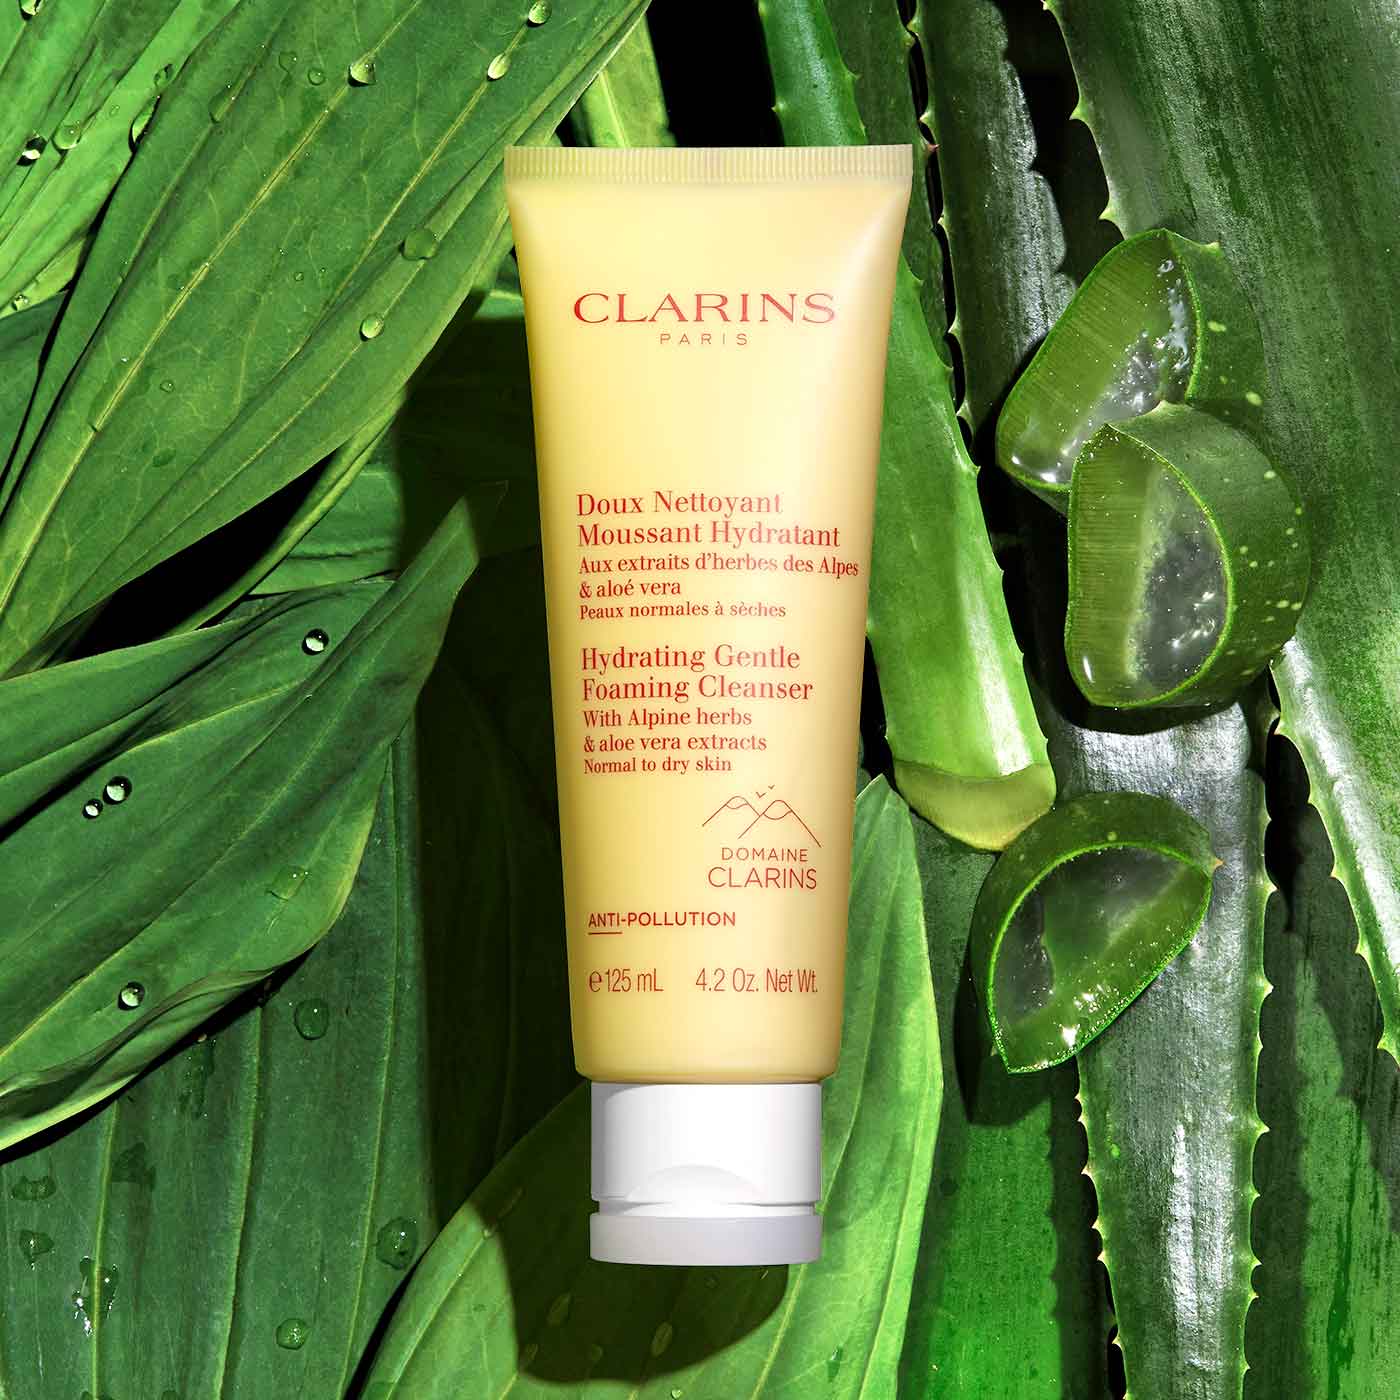 CLARINS
PARIS
Doux Nettoyant
Moussant Hydratant
Aux extraits d'herbes des Alpes
& aloé vera
Peaux normales à sèches
Hydrating Gentle
Foaming Cleanser
With Alpine herbs
& aloe vera extracts
Normal to dry skin
DOMAINE
CLARINS
ANTI-POLLUTION
℮125 mL 4.2 Oz. Net Wt.